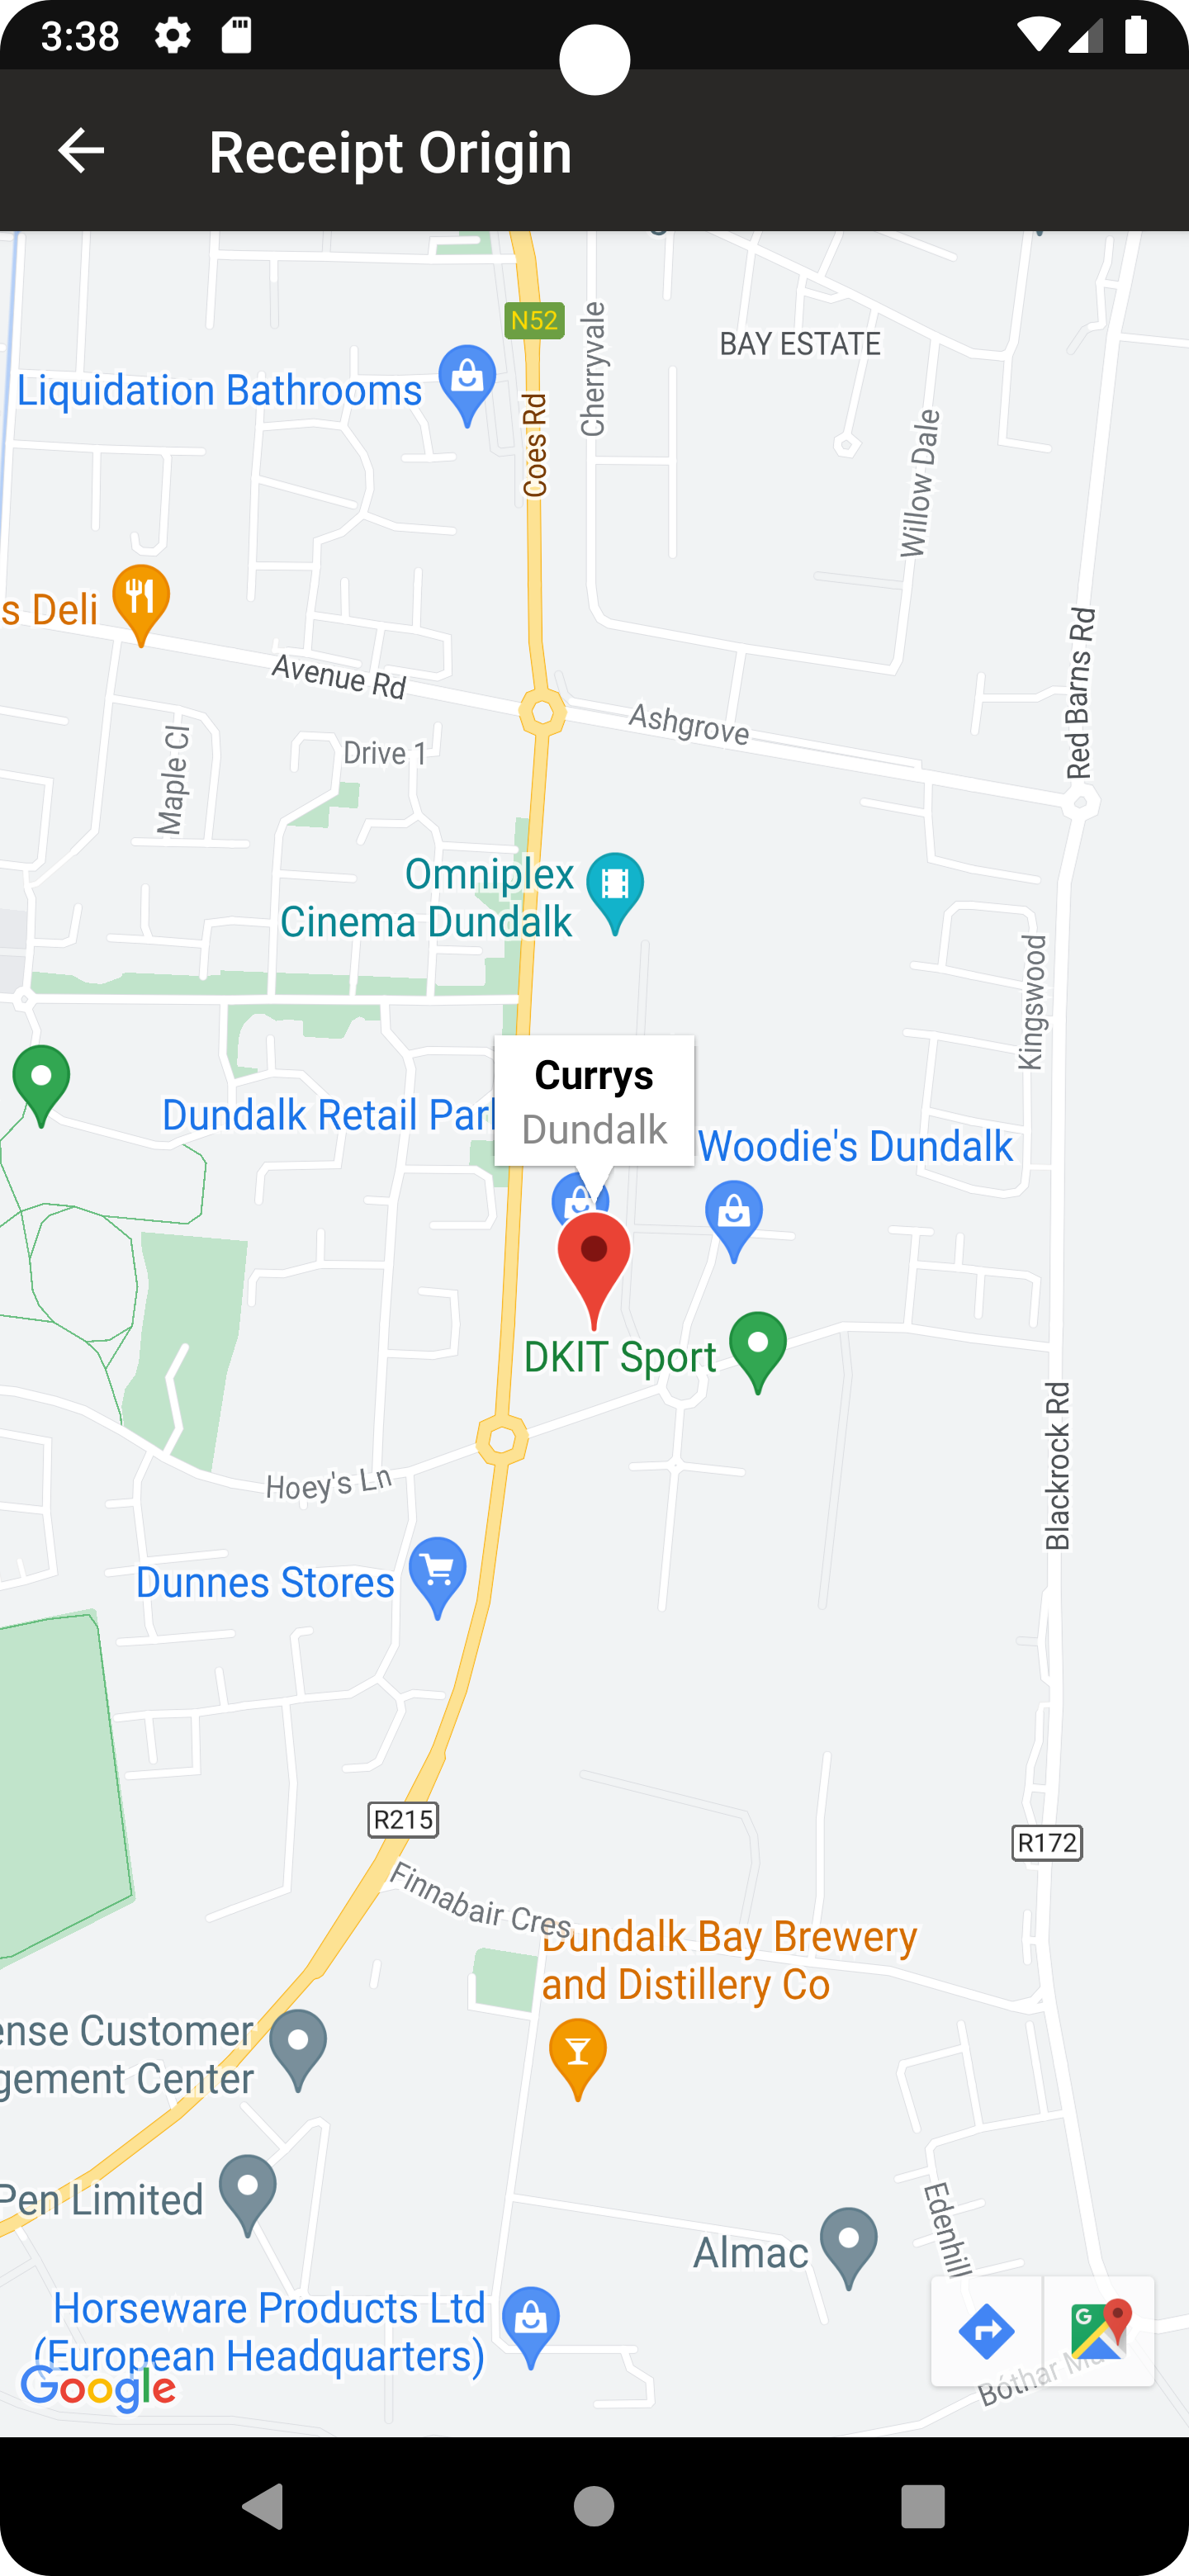 3:38
Receipt Origin
N52
Cherryvale
BAY ESTATE
Liquidation Bathrooms
Coes Rd
Willow Dale
s Deli
Avenue Rd
Ashgrove
Red Barns Rd
Maple Cl
Drive 1
Omniplex
Cinema Dundalk
Kingswood
Currys
Dundalk
Dundalk Retail Par
Woodie's Dundalk
DKIT Sport
Blackrock Rd
Hoey's Ln
Dunnes Stores
R215
R172
Finnabair Cres
Dundalk Bay Brewery
and Distillery Co
ense Customer
gement Center
Pen Limited
Edenhill
Almac
Horseware Products Ltd
(European Headquarters)
Google
G
Bóthar M